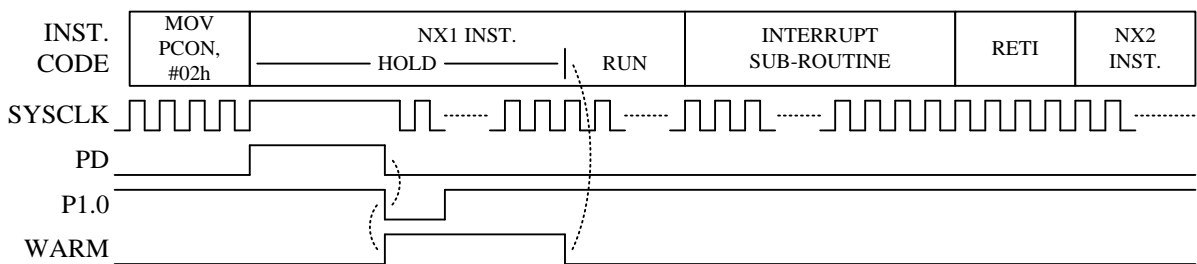 INST.
CODE
MOV
PCON,
#02h
NX1 INST.
HOLD
RUN
INTERRUPT
SUB-ROUTINE
RETI
NX2
INST.
SYSCLK
PD
P1.0
WARM